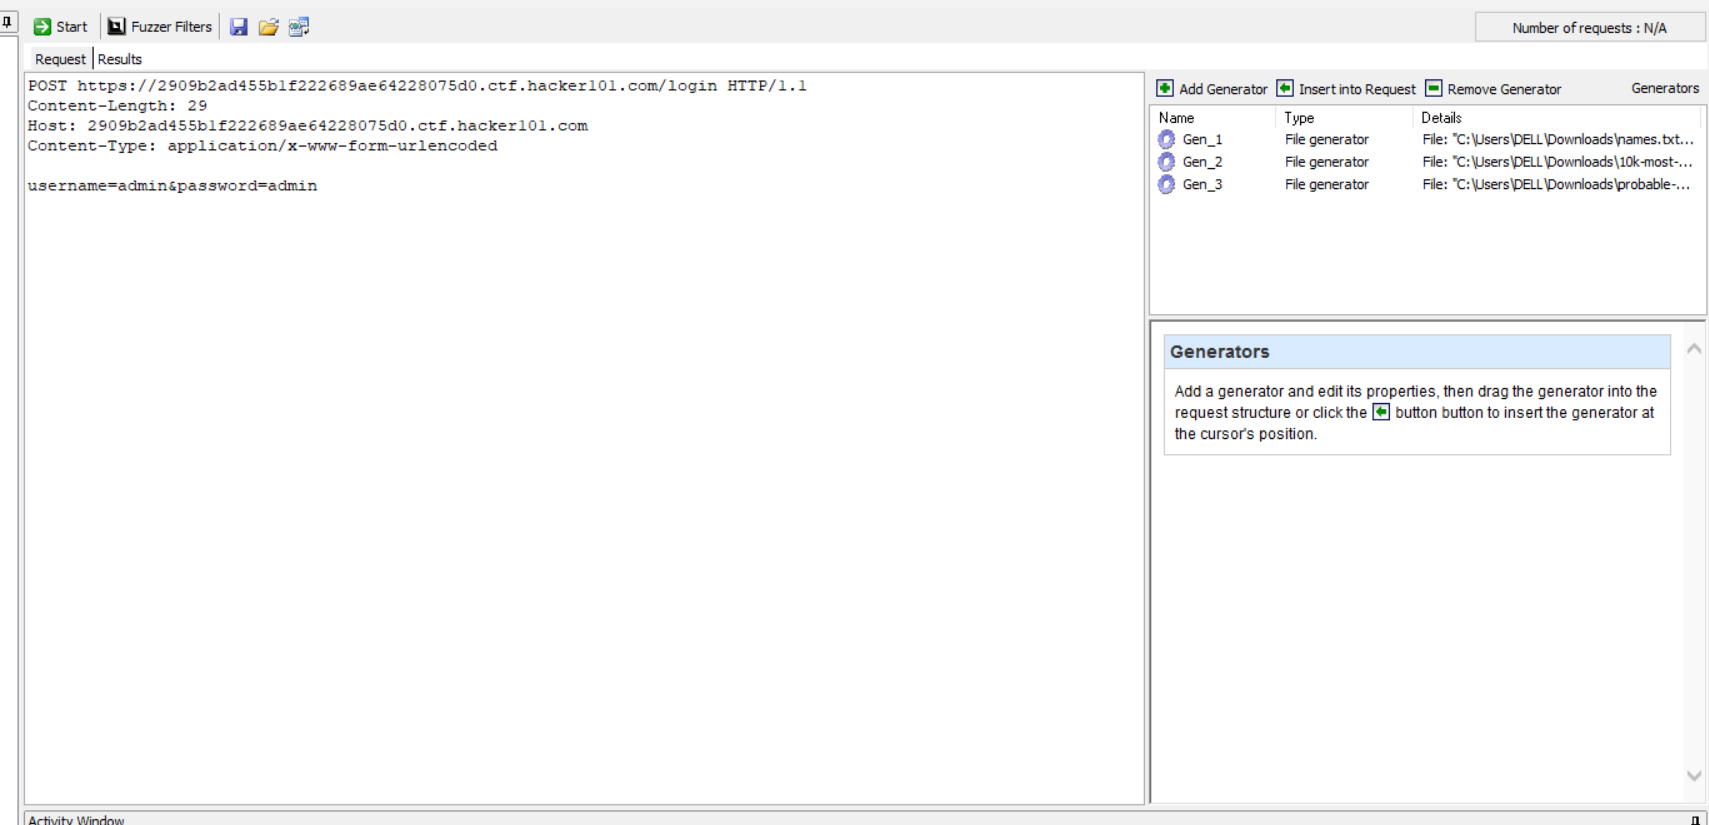 Start Fuzzer Filters Number of requests : N/A
Request Results
POST https://2909b2ad455b1f222689ae64228075d0.ctf.hacker101.com/login HTTP/1.1
Content-Length: 29
Host: 2909b2ad455b1f222689ae64228075d0.ctf.hacker101.com
Content-Type: application/x-www-form-urlencoded
username=admin&password=admin
Add Generator Insert into Request Remove Generator Generators
Name Type Details
Gen_1 File generator File: "C:\Users\DELL\Downloads\names.txt...
Gen_2 File generator File: "C:\Users\DELL\Downloads\10k-most-...
Gen_3 File generator File: "C:\Users\DELL\Downloads\probable-...
Generators
Add a generator and edit its properties, then drag the generator into the
request structure or click the button button to insert the generator at
the cursor's position.
Activity Window